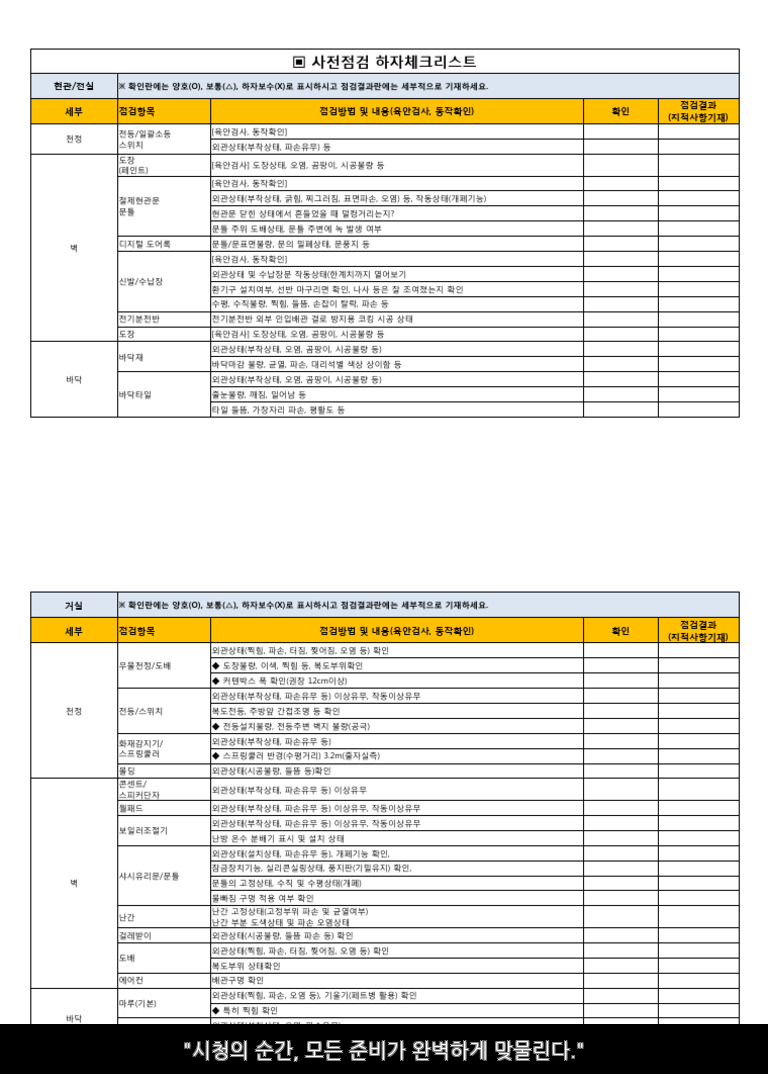 ▣ 사전점검 하자체크리스트
현관/전실 ※ 확인란에는 양호(O), 보통(△), 하자보수(X)로 표시하시고 점검결과란에는 세부적으로 기재하세요.
세부 점검항목 점검방법 및 내용(육안검사, 동작확인) 확인 점검결과
(지적사항기재)
천정 전등/일괄소등
스위치
[육안검사, 동작확인]
외관상태(부착상태, 파손유무) 등
벽 도장
(페인트)
[육안검사] 도장상태, 오염, 곰팡이, 시공불량 등
철제현관문
문틀
[육안검사, 동작확인]
외관상태(부착상태, 긁힘, 찌그러짐, 표면파손, 오염) 등, 작동상태(개폐기능)
현관문 닫힌 상태에서 흔들었을 때 덜컹거리는지?
문틀 주위 도배상태, 문틀 주변에 녹 발생 여부
디지털 도어록 문틀/문표면불량, 문의 밀폐상태, 문풍지 등
신발/수납장
[육안검사, 동작확인]
외관상태 및 수납장문 작동상태(한계치까지 열어보기
환기구 설치여부, 선반 마구리면 확인, 나사 등은 잘 조여졌는지 확인
수평, 수직불량, 찍힘, 들뜸, 손잡이 탈락, 파손 등
전기분전반 전기분전반 외부 인입배관 결로 방지용 코킹 시공 상태
도장 [육안검사] 도장상태, 오염, 곰팡이, 시공불량 등
바닥 바닥재
외관상태(부착상태, 오염, 곰팡이, 시공불량 등)
바닥마감 불량, 균열, 파손, 대리석별 색상 상이함 등
바닥타일
외관상태(부착상태, 오염, 곰팡이, 시공불량 등)
줄눈불량, 깨짐, 일어남 등
타일 들뜸, 가장자리 파손, 평활도 등
거실 ※ 확인란에는 양호(O), 보통(△), 하자보수(X)로 표시하시고 점검결과란에는 세부적으로 기재하세요.
세부 점검항목 점검방법 및 내용(육안검사, 동작확인) 확인 점검결과
(지적사항기재)
천정 우물천정/도배
외관상태(찍힘, 파손, 터짐, 찢어짐, 오염 등) 확인
◆ 도장불량, 이색, 찍힘 등, 복도부위확인
◆ 커텐박스 폭 확인(권장 12cm이상)
전등/스위치
외관상태(부착상태, 파손유무 등) 이상유무, 작동이상유무
복도전등, 주방앞 간접조명 등 확인
◆ 전등설치불량, 전등주변 벽지 불량(공극)
화재감지기/
스프링쿨러
외관상태(부착상태, 파손유무 등)
◆ 스프링쿨러 반경(수평거리) 3.2m(줄자실측)
몰딩 외관상태(시공불량, 들뜸 등)확인
벽 콘센트/
스피커단자
외관상태(부착상태, 파손유무 등) 이상유무
월패드 외관상태(부착상태, 파손유무 등) 이상유무, 작동이상유무
보일러조절기
외관상태(부착상태, 파손유무 등) 이상유무, 작동이상유무
난방 온수 분배기 표시 및 설치 상태
샤시유리문/문틀
외관상태(설치상태, 파손유무 등), 개폐기능 확인,
잠금장치기능, 실리콘실링상태, 풍지판(기밀유지) 확인,
문틀의 고정상태, 수직 및 수평상태(개폐)
물빠짐 구멍 적용 여부 확인
난간
난간 고정상태(고정부위 파손 및 균열여부)
난간 부분 도색상태 및 파손 오염상태
걸레받이 외관상태(시공불량, 들뜸 파손 등) 확인
도배
외관상태(찍힘, 파손, 터짐, 찢어짐, 오염 등) 확인
복도부위 상태확인
에어컨 배관구멍 확인
바닥 마루(기본)
외관상태(찍힘, 파손, 오염 등), 기울기(페트병 활용) 확인
◆ 특히 찍힘 확인
"시청의 순간, 모든 준비가 완벽하게 맞물린다."